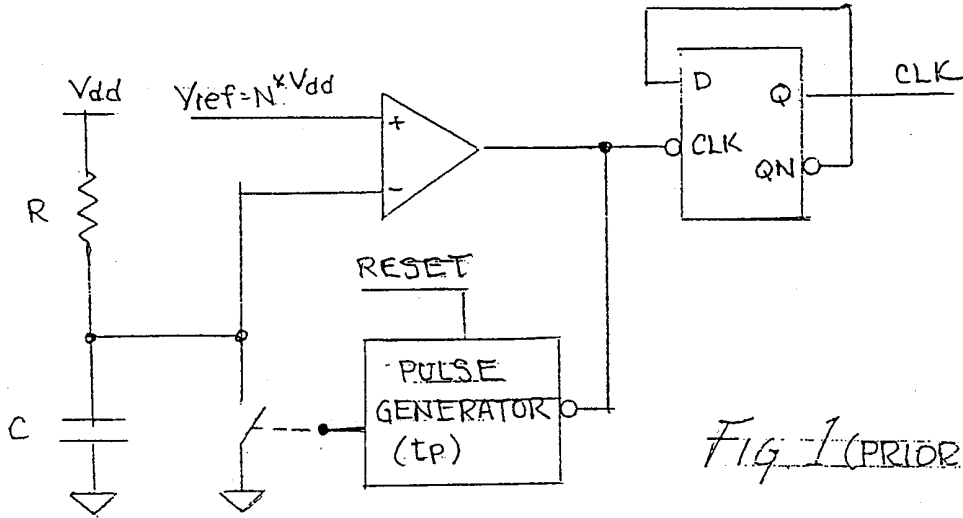 Vdd
Vref=N*Vdd
R
C
+
-
RESET
PULSE
GENERATOR
(tp)
D
Q
CLK
QN
CLK
FIG 1 (PRIOR